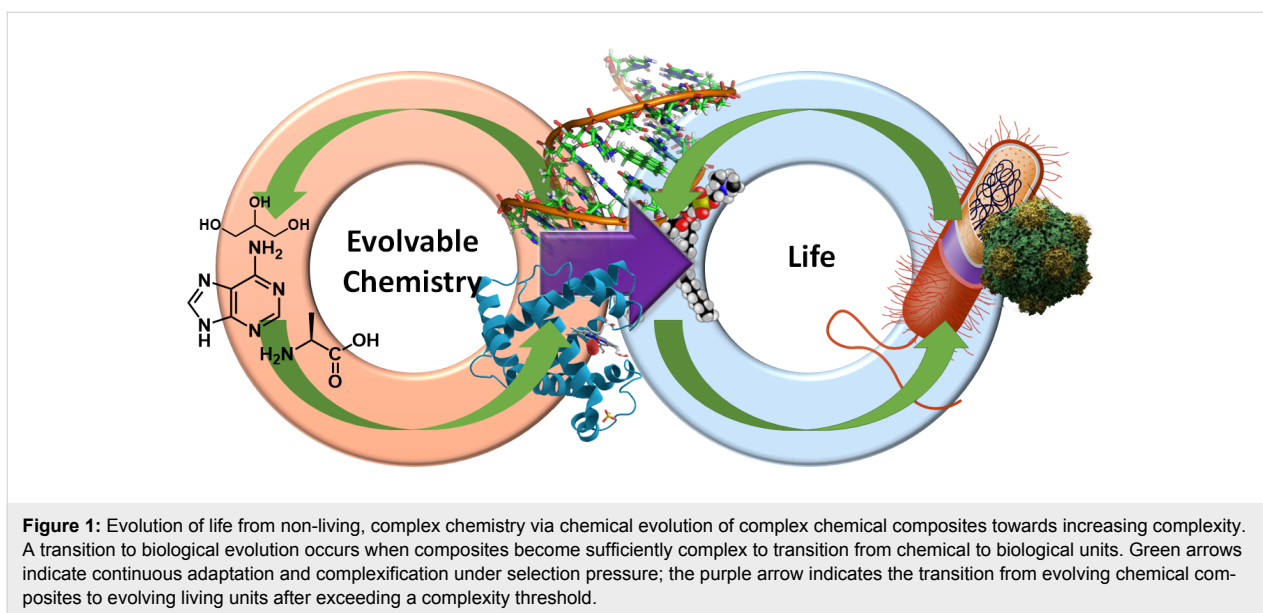 Evolvable
Chemistry
Life
OH
HO
OH
NH₂
N
N
N
H
N
H₂N
OH
C
O
Figure 1: Evolution of life from non-living, complex chemistry via chemical evolution of complex chemical composites towards increasing complexity.
A transition to biological evolution occurs when composites become sufficiently complex to transition from chemical to biological units. Green arrows
indicate continuous adaptation and complexification under selection pressure; the purple arrow indicates the transition from evolving chemical com-
posites to evolving living units after exceeding a complexity threshold.